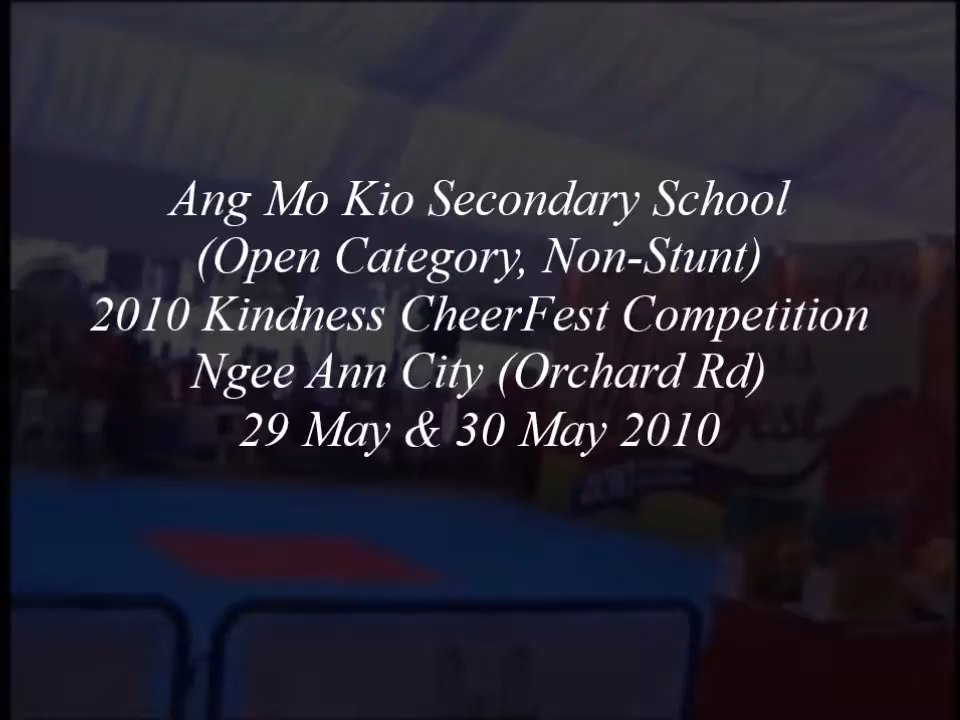 Ang Mo Kio Secondary School
(Open Category, Non-Stunt)
2010 Kindness CheerFest Competition
Ngee Ann City (Orchard Rd)
29 May & 30 May 2010